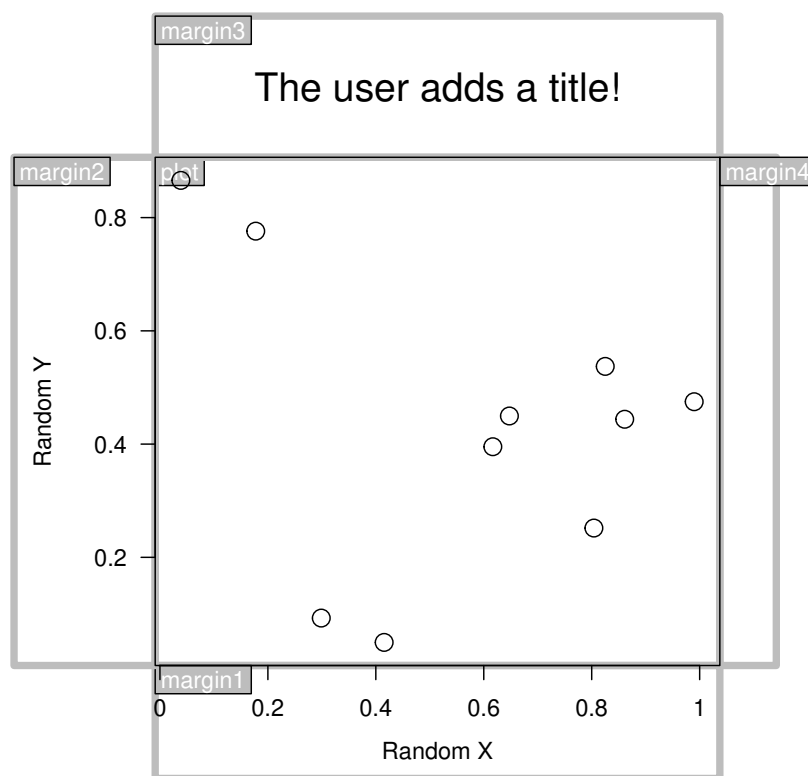 margin3
The user adds a title!
margin2
plot
margin4
0.8
0.6
0.4
0.2
Random Y
margin1
0 0.2 0.4 0.6 0.8 1
Random X